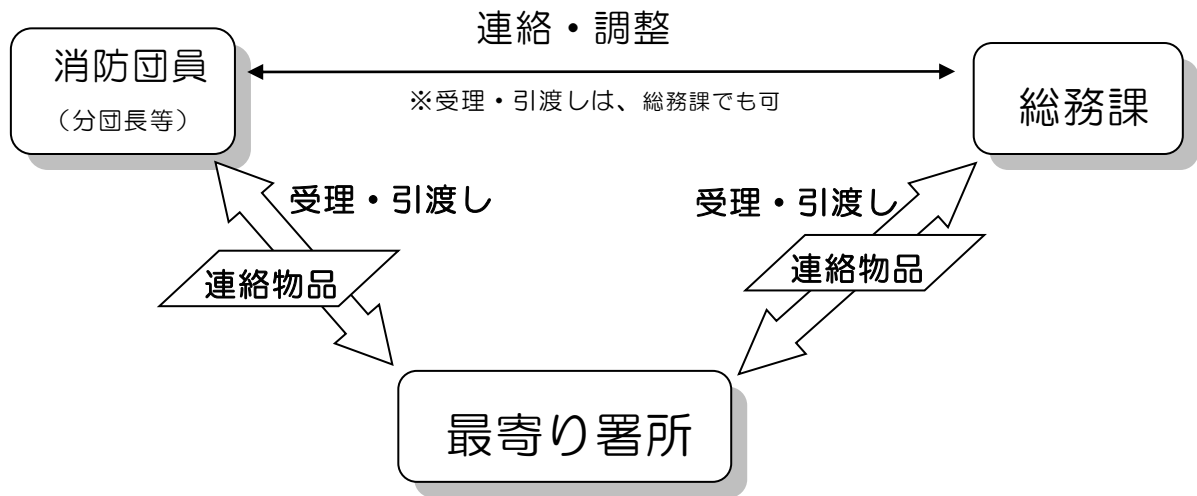 連絡・調整
消防団員
（分団長等）
※受理・引渡しは、総務課でも可
総務課
受理・引渡し
受理・引渡し
連絡物品
連絡物品
最寄り署所